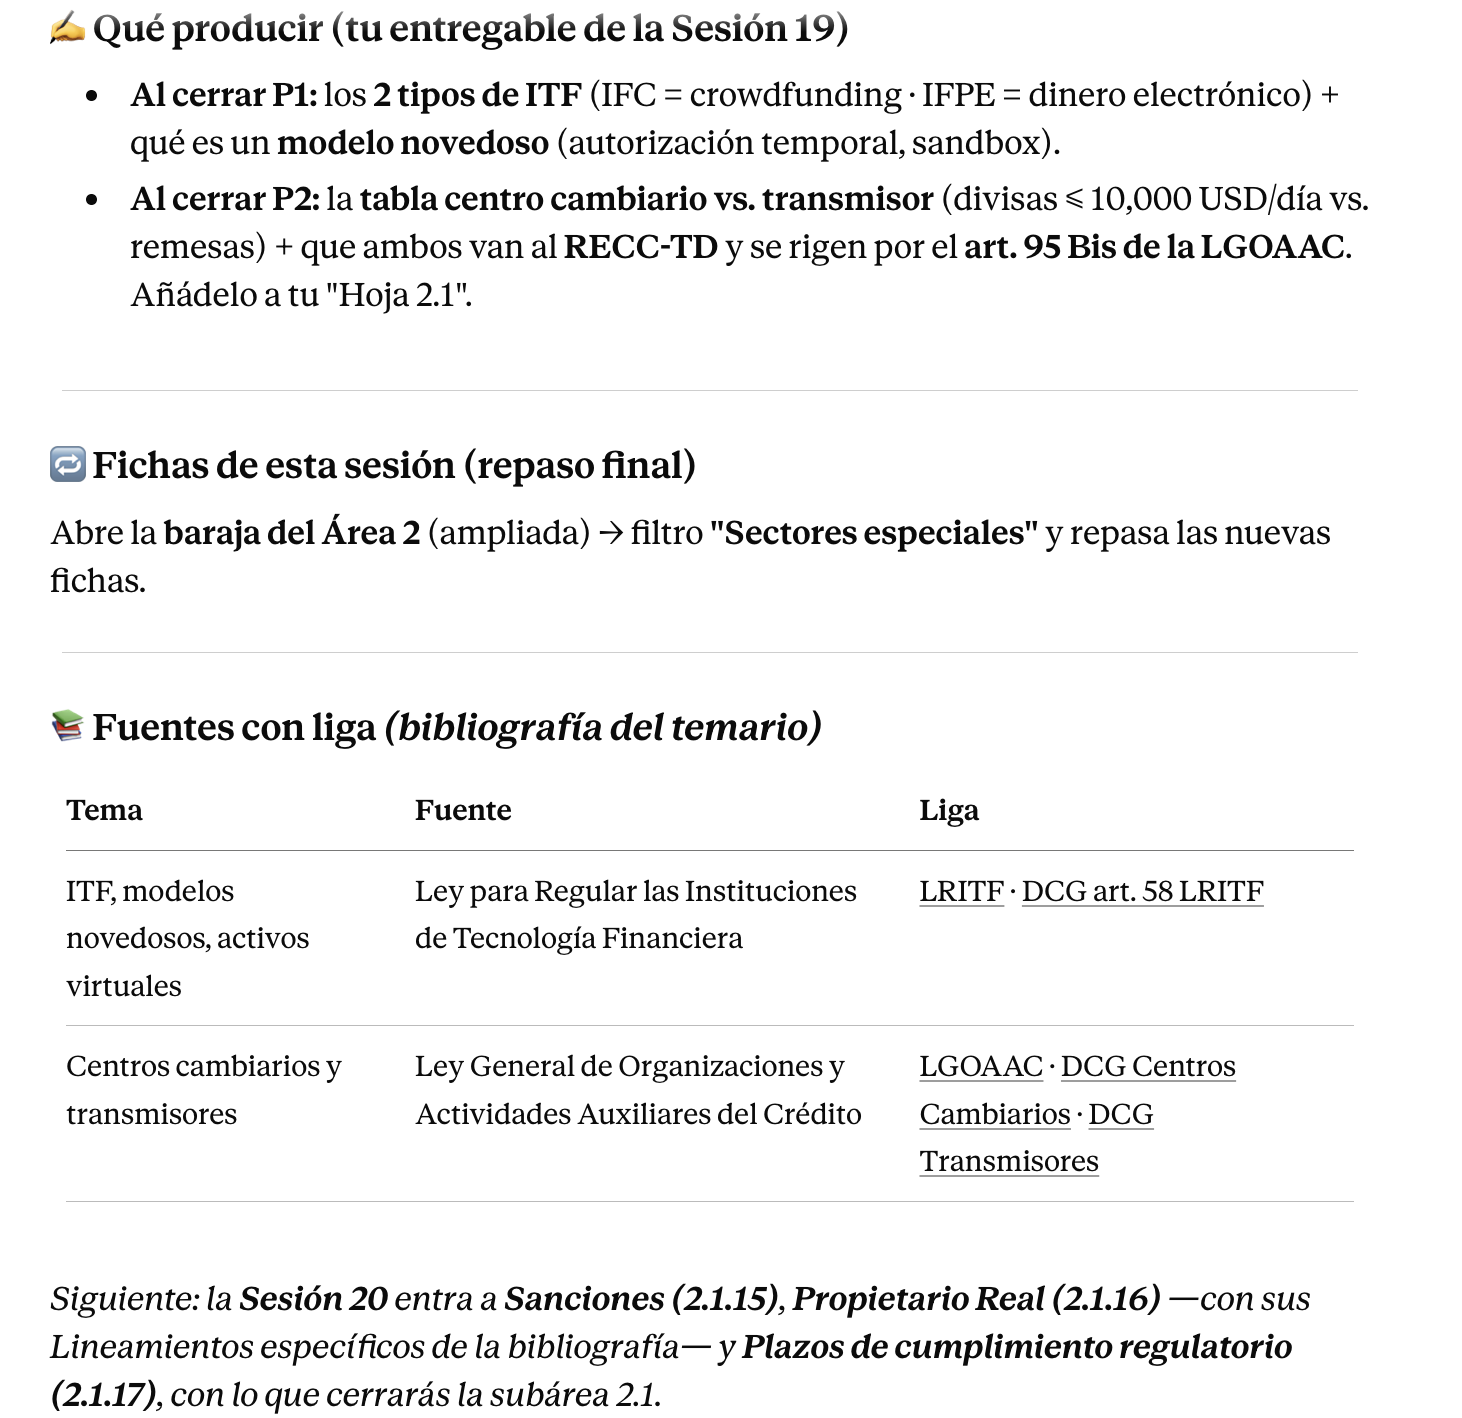 ✍️ Qué producir (tu entregable de la Sesión 19)
• Al cerrar P1: los 2 tipos de ITF (IFC = crowdfunding · IFPE = dinero electrónico) +
qué es un modelo novedoso (autorización temporal, sandbox).
• Al cerrar P2: la tabla centro cambiario vs. transmisor (divisas ≤ 10,000 USD/día vs.
remesas) + que ambos van al RECC-TD y se rigen por el art. 95 Bis de la LGOAAC.
Añádelo a tu "Hoja 2.1".
🔁 Fichas de esta sesión (repaso final)
Abre la baraja del Área 2 (ampliada) → filtro "Sectores especiales" y repasa las nuevas
fichas.
📚 Fuentes con liga (bibliografía del temario)
Tema Fuente Liga
ITF, modelos Ley para Regular las Instituciones LRITF · DCG art. 58 LRITF
novedosos, activos de Tecnología Financiera
virtuales
Centros cambiarios y Ley General de Organizaciones y LGOAAC · DCG Centros
transmisores Actividades Auxiliares del Crédito Cambiarios · DCG
Transmisores
Siguiente: la Sesión 20 entra a Sanciones (2.1.15), Propietario Real (2.1.16) —con sus
Lineamientos específicos de la bibliografía— y Plazos de cumplimiento regulatorio
(2.1.17), con lo que cerrarás la subárea 2.1.